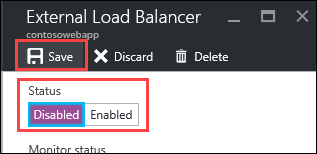 External Load Balancer
contosowebapp
Save Discard Delete
Status
Disabled Enabled
Monitor status